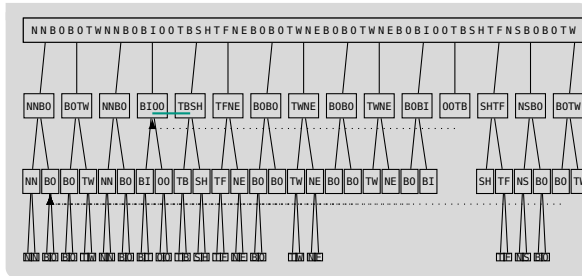 NNBOBOTWNNBOBIOOTBSHTFNEBOBOTWNEBOBOTWNEBOBIOOTBSHTFNSBOBOTW
NNBO BOTW NNBO BIOO TBSH TFNE BOBO TWNE BOBO TWNE BOBI OOTB SHTF NSBO BOTW
NN BO BO TW NN BO BI OO TB SH TF NE BO BO TW NE BO BO TW NE BO BI SH TF NS BO BO TW